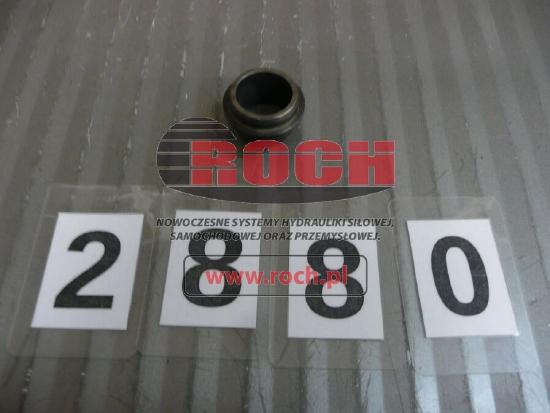 ROCH
NOWOCZESNE SYSTEMY HYDRAULIKI SIŁOWEJ,
SAMOCHODOWEJ ORAZ PRZEMYSŁOWEJ.
www.roch.pl
2 8 8 0